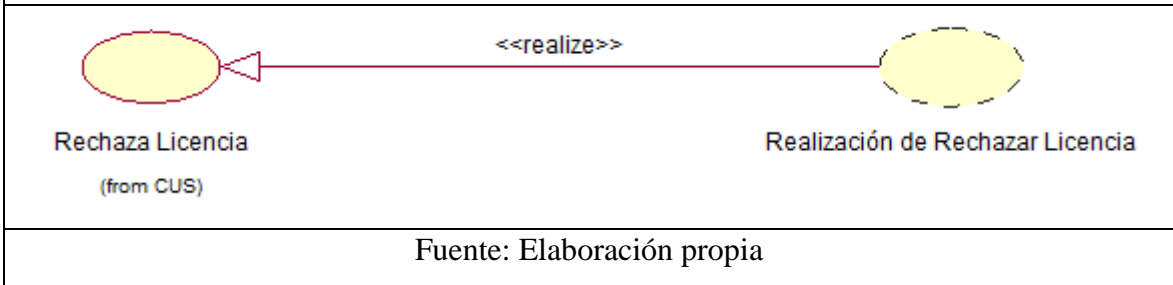 <<realize>>
Rechaza Licencia
(from CUS)
Realización de Rechazar Licencia
Fuente: Elaboración propia